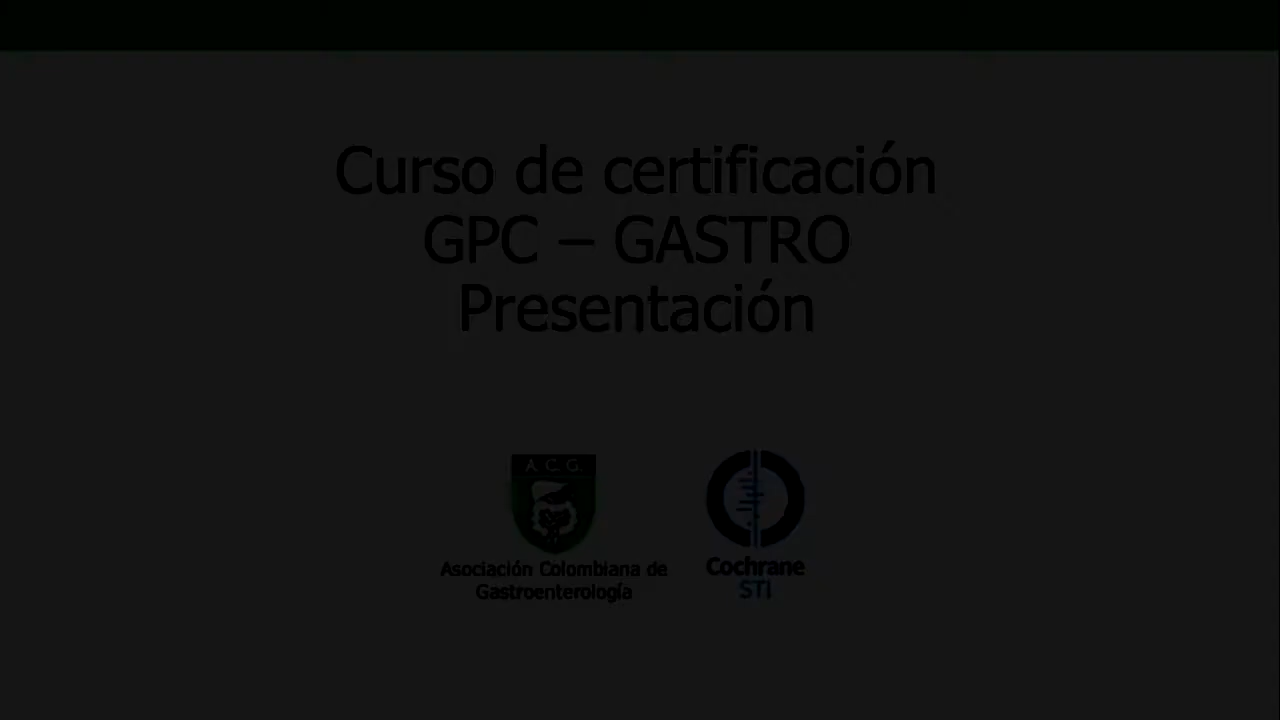 Curso de certificación
GPC – GASTRO
Presentación
A. C. G.
Asociación Colombiana de
Gastroenterología
Cochrane
STI